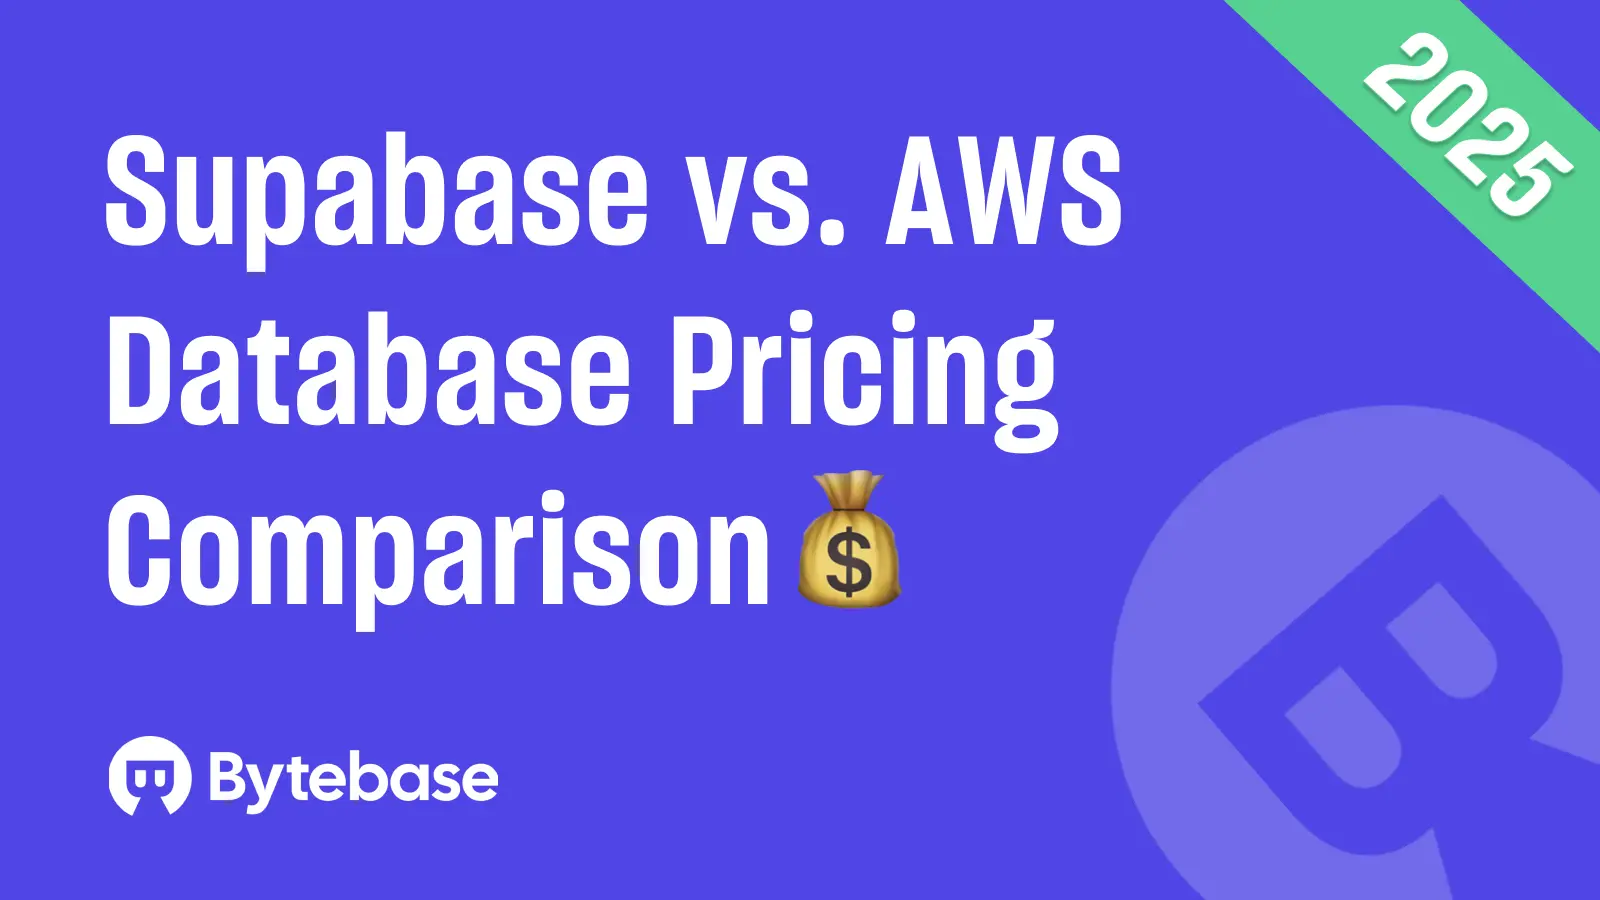 2025
Supabase vs. AWS
Database Pricing
Comparison💰
Bytebase